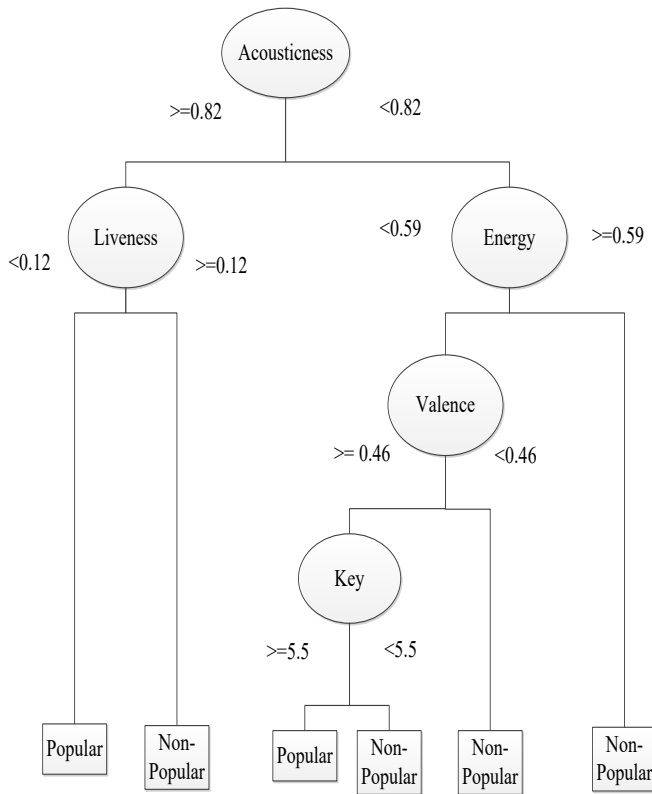 Acousticness
>=0.82
<0.82
Liveness
<0.59
Energy
>=0.59
<0.12
>=0.12
Valence
>= 0.46
<0.46
Key
>=5.5
<5.5
Popular
Non-
Popular
Popular
Non-
Popular
Non-
Popular
Non-
Popular